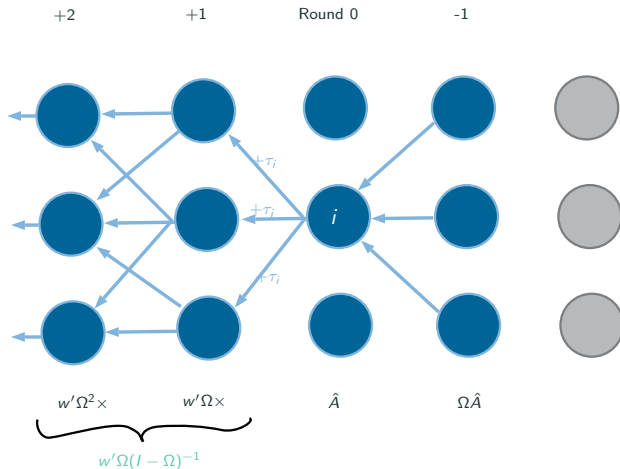 +2 +1 Round 0 -1
+τᵢ
+τᵢ
i
+τᵢ
w′Ω²× w′Ω× Â ΩÂ
w′Ω(I − Ω)⁻¹